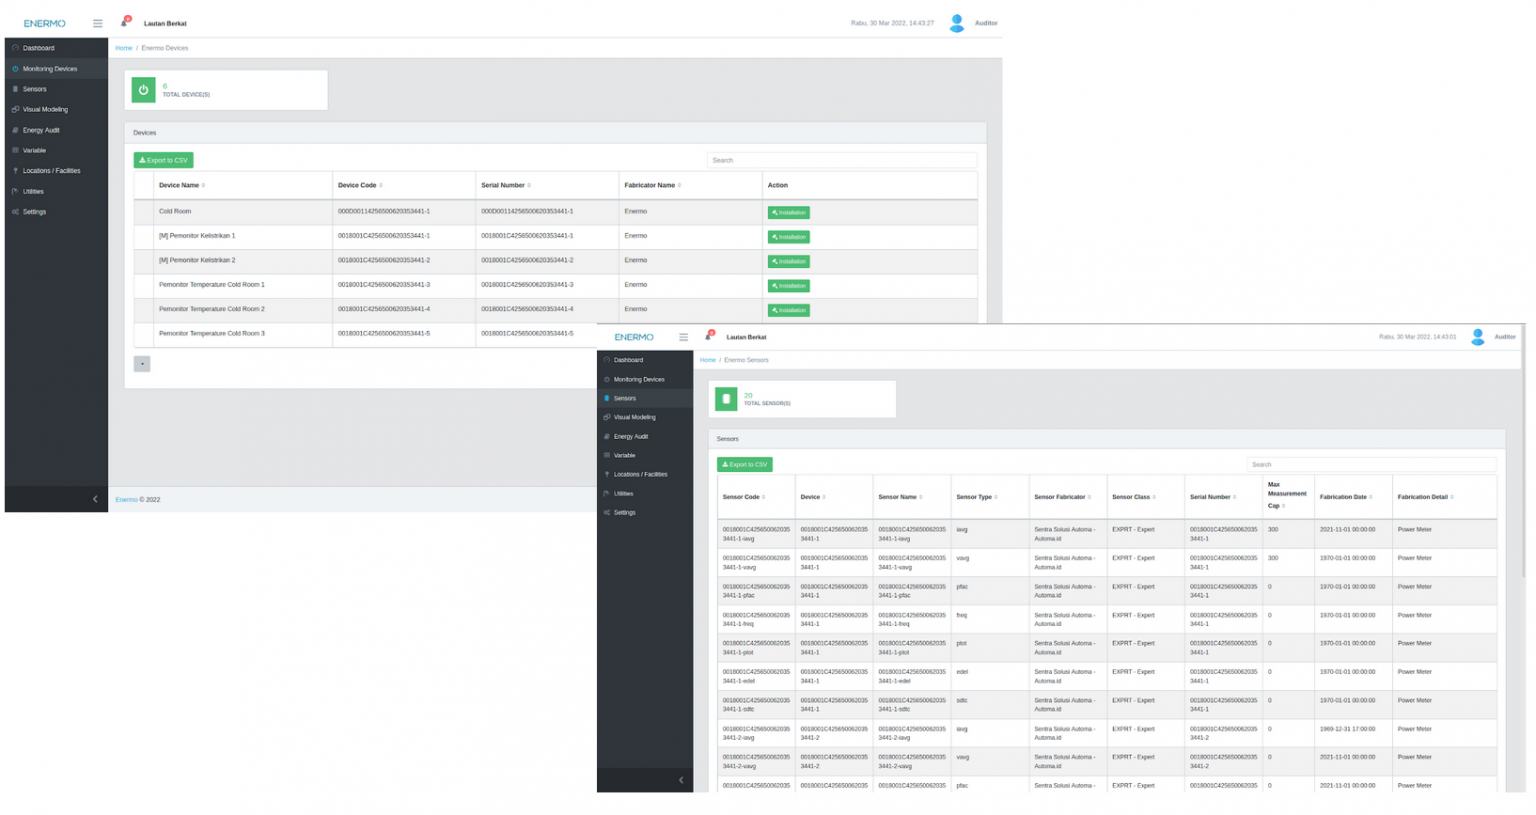 ENERMO
Lautan Berkat
Rabu, 30 Mar 2022, 14:43:27
Auditor
Dashboard
Monitoring Devices
Sensors
Visual Modeling
Energy Audit
Variable
Locations / Facilities
Utilities
Settings
Home / Enermo Devices
6
TOTAL DEVICE(S)
Devices
Export to CSV
Search
Device Name Device Code Serial Number Fabricator Name Action
Cold Room 000D00114256500620353441-1 000D00114256500620353441-1 Enermo Installation
[M] Pemonitor Kelistrikan 1 0018001C4256500620353441-1 0018001C4256500620353441-1 Enermo Installation
[M] Pemonitor Kelistrikan 2 0018001C4256500620353441-2 0018001C4256500620353441-2 Enermo Installation
Pemonitor Temperature Cold Room 1 0018001C4256500620353441-3 0018001C4256500620353441-3 Enermo Installation
Pemonitor Temperature Cold Room 2 0018001C4256500620353441-4 0018001C4256500620353441-4 Enermo Installation
Pemonitor Temperature Cold Room 3 0018001C4256500620353441-5 0018001C4256500620353441-5
Enermo © 2022
ENERMO
Lautan Berkat
Rabu, 30 Mar 2022, 14:43:01
Auditor
Dashboard
Monitoring Devices
Sensors
Visual Modeling
Energy Audit
Variable
Locations / Facilities
Utilities
Settings
Home / Enermo Sensors
20
TOTAL SENSOR(S)
Sensors
Export to CSV
Search
Sensor Code Device Sensor Name Sensor Type Sensor Fabricator Sensor Class Serial Number Max Measurement Cap Fabrication Date Fabrication Detail
0018001C425650062035 0018001C425650062035 0018001C425650062035 iavg Sentra Solusi Automa - EXPRT - Expert 0018001C425650062035 300 2021-11-01 00:00:00 Power Meter
3441-1-iavg 3441-1 3441-1-iavg Automa.id 3441-1
0018001C425650062035 0018001C425650062035 0018001C425650062035 vavg Sentra Solusi Automa - EXPRT - Expert 0018001C425650062035 300 1970-01-01 00:00:00 Power Meter
3441-1-vavg 3441-1 3441-1-vavg Automa.id 3441-1
0018001C425650062035 0018001C425650062035 0018001C425650062035 pfac Sentra Solusi Automa - EXPRT - Expert 0018001C425650062035 0 1970-01-01 00:00:00 Power Meter
3441-1-pfac 3441-1 3441-1-pfac Automa.id 3441-1
0018001C425650062035 0018001C425650062035 0018001C425650062035 freq Sentra Solusi Automa - EXPRT - Expert 0018001C425650062035 0 1970-01-01 00:00:00 Power Meter
3441-1-freq 3441-1 3441-1-freq Automa.id 3441-1
0018001C425650062035 0018001C425650062035 0018001C425650062035 ptot Sentra Solusi Automa - EXPRT - Expert 0018001C425650062035 0 1970-01-01 00:00:00 Power Meter
3441-1-ptot 3441-1 3441-1-ptot Automa.id 3441-1
0018001C425650062035 0018001C425650062035 0018001C425650062035 edel Sentra Solusi Automa - EXPRT - Expert 0018001C425650062035 0 1970-01-01 00:00:00 Power Meter
3441-1-edel 3441-1 3441-1-edel Automa.id 3441-1
0018001C425650062035 0018001C425650062035 0018001C425650062035 sdtc Sentra Solusi Automa - EXPRT - Expert 0018001C425650062035 0 1970-01-01 00:00:00 Power Meter
3441-1-sdtc 3441-1 3441-1-sdtc Automa.id 3441-1
0018001C425650062035 0018001C425650062035 0018001C425650062035 iavg Sentra Solusi Automa - EXPRT - Expert 0018001C425650062035 0 1969-12-31 17:00:00 Power Meter
3441-2-iavg 3441-2 3441-2-iavg Automa.id 3441-2
0018001C425650062035 0018001C425650062035 0018001C425650062035 vavg Sentra Solusi Automa - EXPRT - Expert 0018001C425650062035 0 2021-11-01 00:00:00 Power Meter
3441-2-vavg 3441-2 3441-2-vavg Automa.id 3441-2
0018001C425650062035 0018001C425650062035 0018001C425650062035 pfac Sentra Solusi Automa - EXPRT - Expert 0018001C425650062035 0 2021-11-01 00:00:00 Power Meter